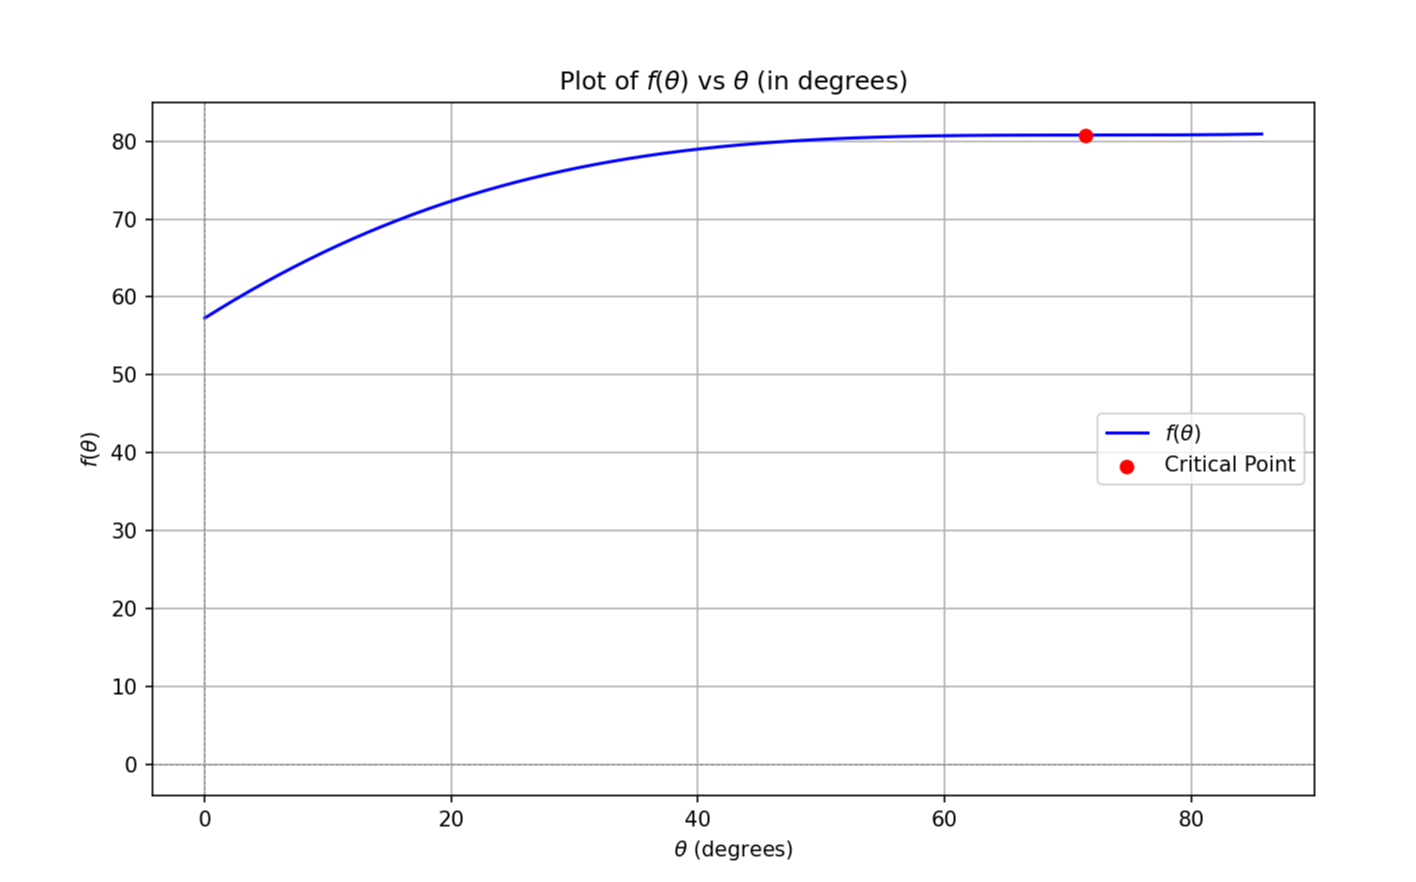 Plot of f(θ) vs θ (in degrees)
80
70
60
50
40
30
20
10
0
f(θ)
f(θ)
Critical Point
0 20 40 60 80
θ (degrees)